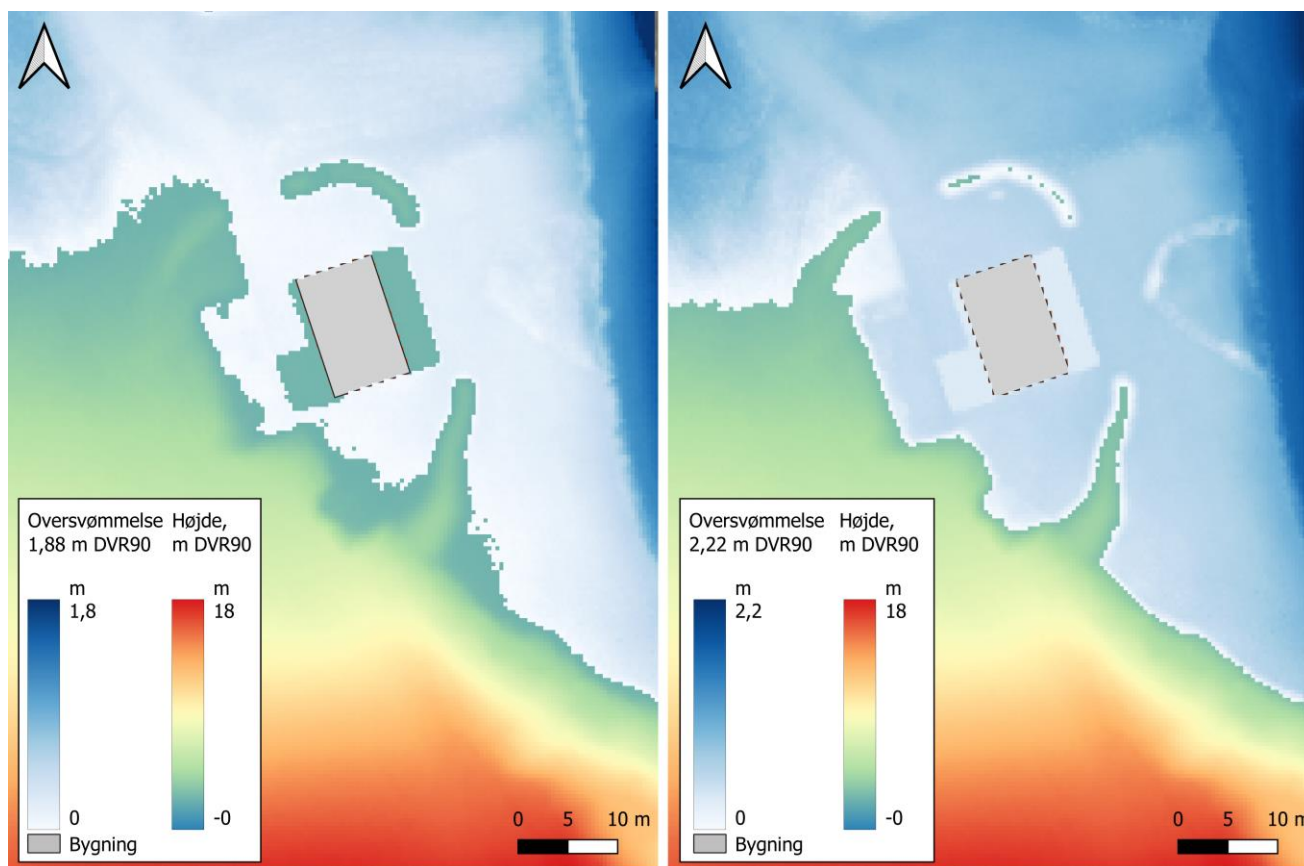 Oversvømmelse Højde,
1,88 m DVR90 m DVR90
m
1,8 18
0 -0
Bygning
0 5 10 m
Oversvømmelse Højde,
2,22 m DVR90 m DVR90
m
2,2 18
0 -0
Bygning
0 5 10 m